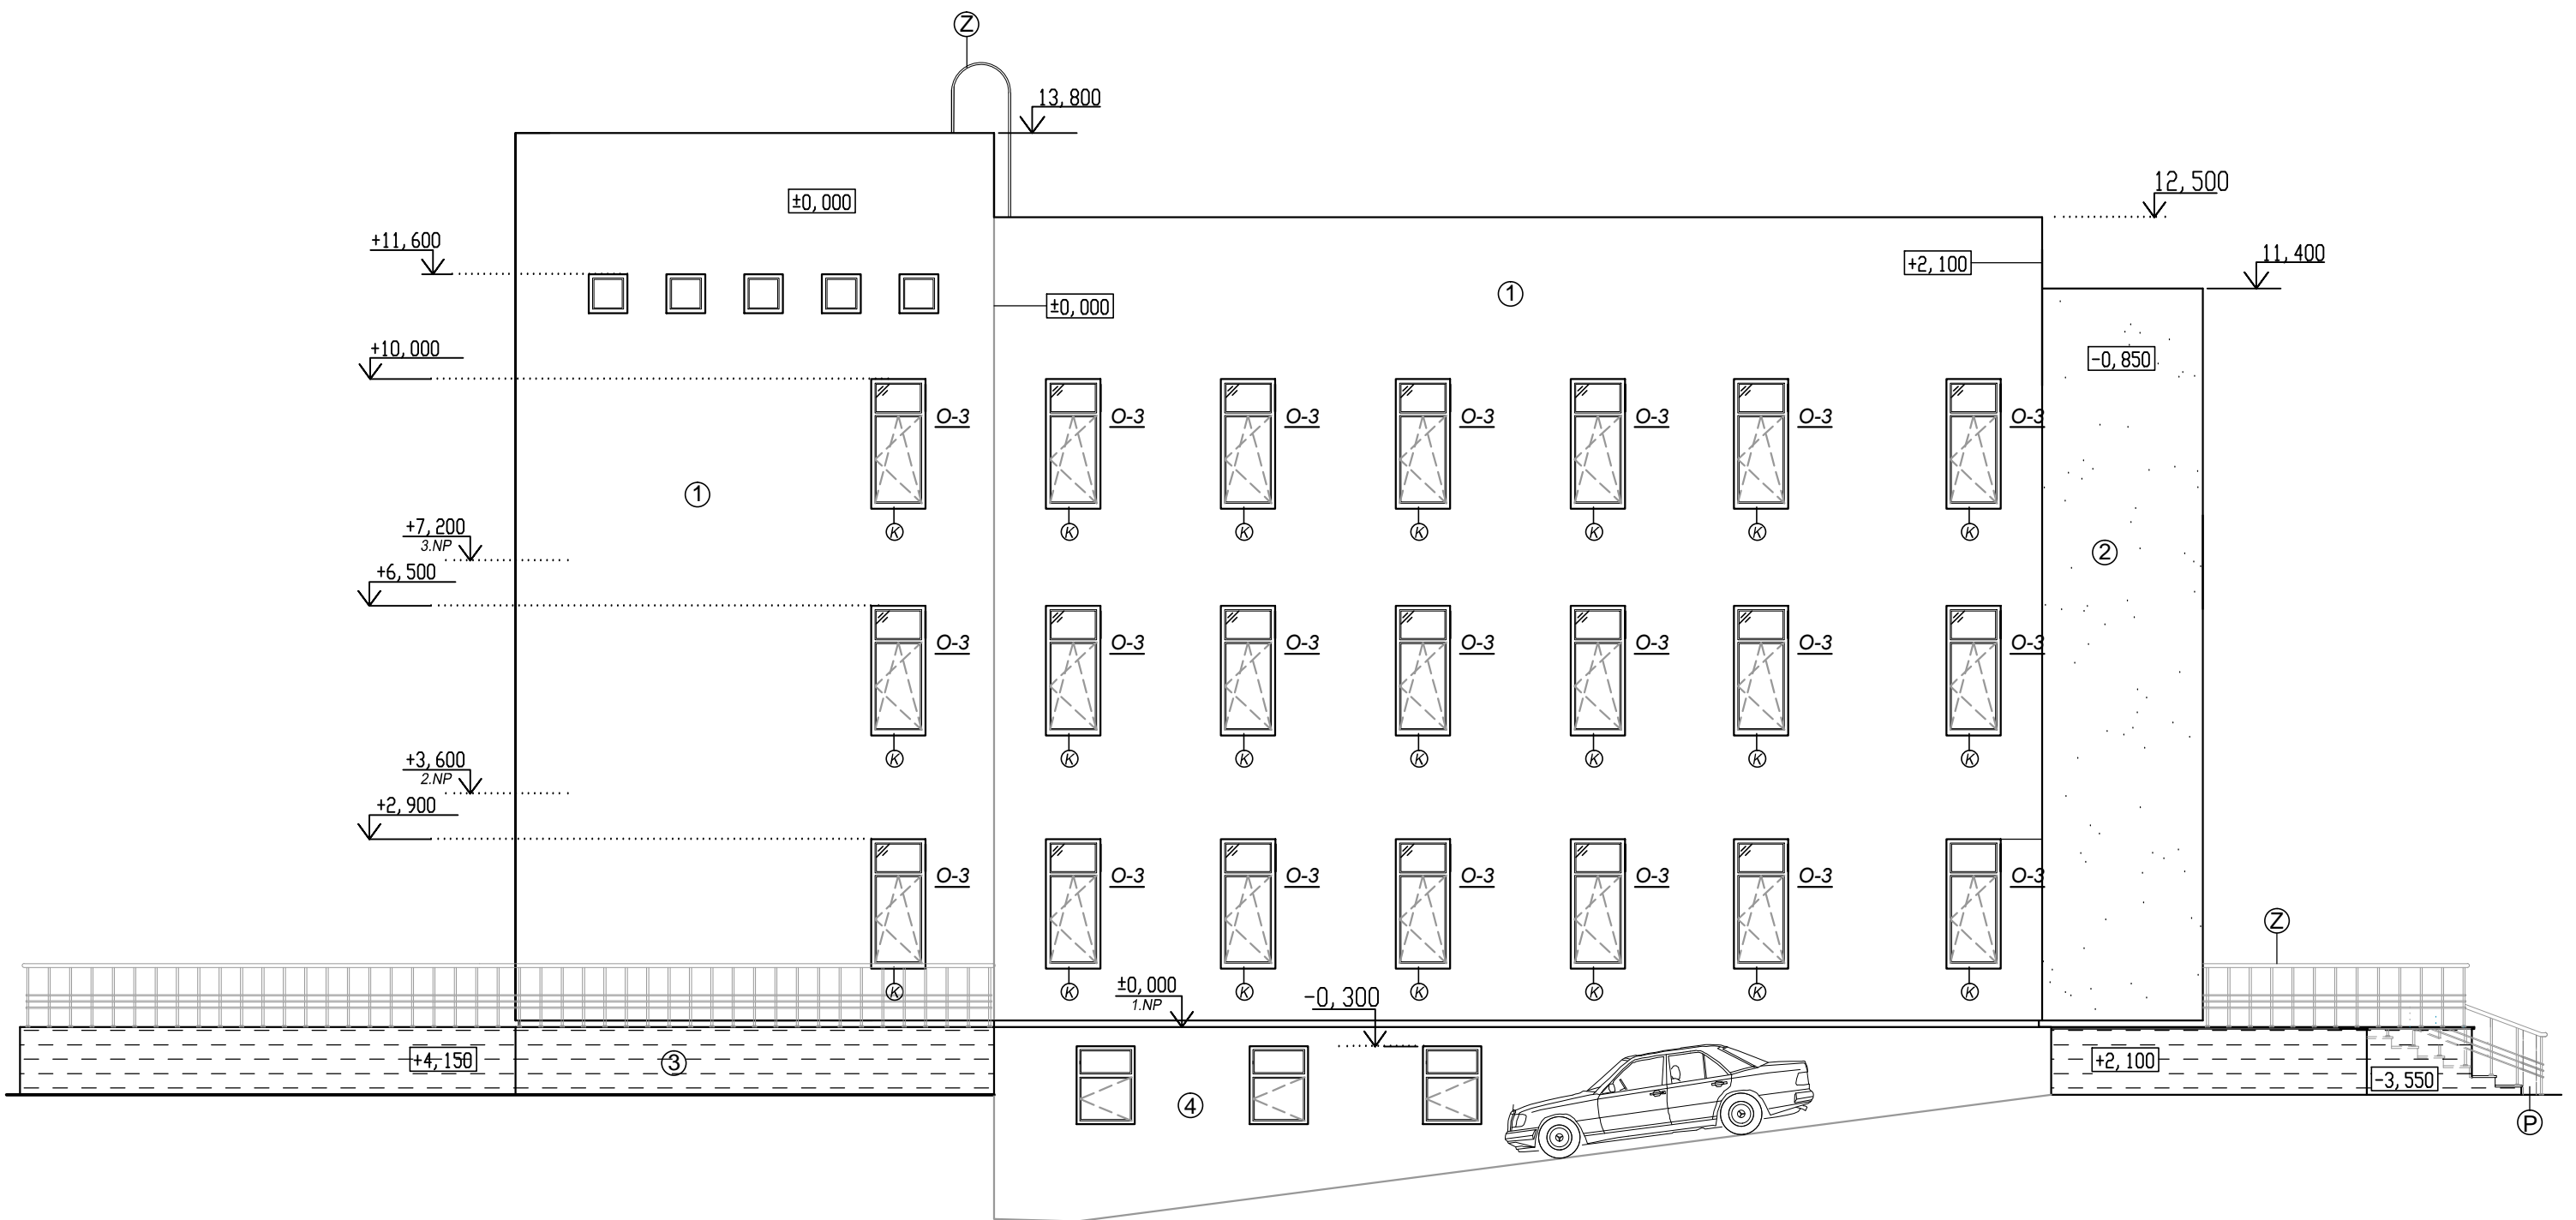 Z
13,800
12,500
±0,000
+11,600
11,400
+2,100
1
±0,000
+10,000
-0,850
O-3 O-3 O-3 O-3 O-3 O-3 O-3
1
+7,200
3.NP
K K K K K K K
2
+6,500
O-3 O-3 O-3 O-3 O-3 O-3 O-3
+3,600
2.NP
K K K K K K K
+2,900
O-3 O-3 O-3 O-3 O-3 O-3 O-3
Z
K K K K K K K
±0,000
1.NP
-0,300
+4,150
3
+2,100
-3,550
4
P